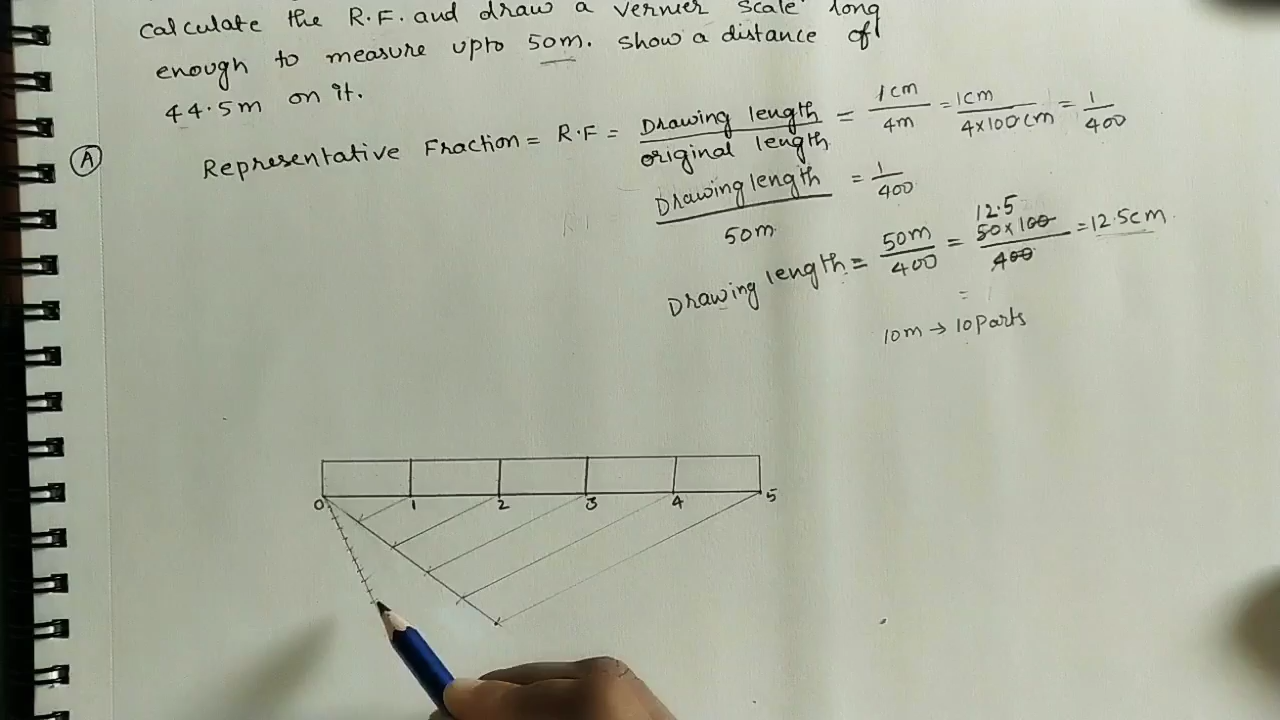 calculate the R.F. and draw a vernier scale long
enough to measure upto 50m. show a distance of
44.5m on it.
A
Representative Fraction = R.F = Drawing length / original length = 1cm / 4m = 1cm / 4x100cm = 1 / 400
Drawing length / 50m = 1 / 400
Drawing length = 50m / 400 = 50x100 / 400 = 12.5cm
12.5
=
10m → 10 Parts
0 1 2 3 4 5